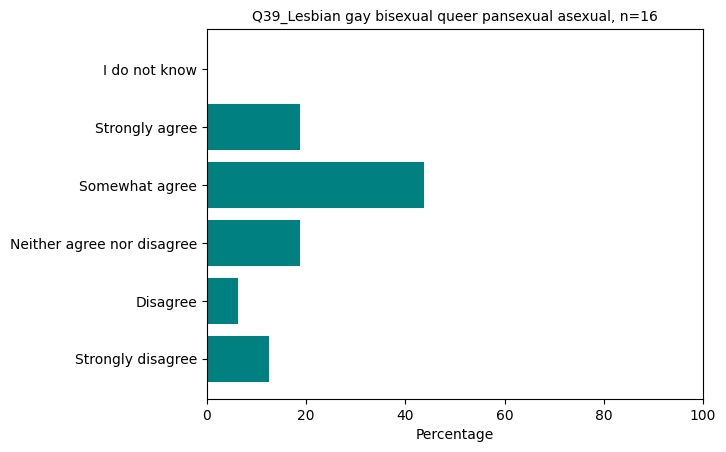 Q39_Lesbian gay bisexual queer pansexual asexual, n=16
I do not know
Strongly agree
Somewhat agree
Neither agree nor disagree
Disagree
Strongly disagree
0 20 40 60 80 100
Percentage